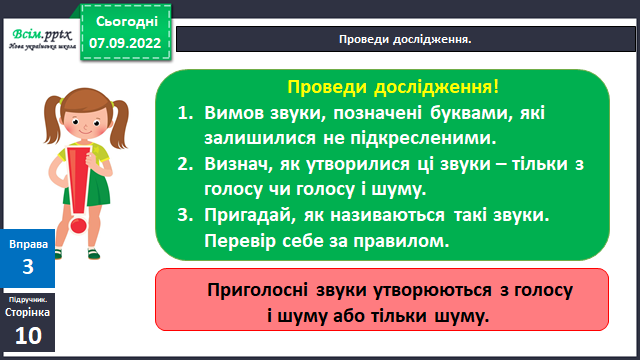 Всім.pptx
Нова українська школа
Сьогодні
07.09.2022
Проведи дослідження.
Проведи дослідження!
1. Вимов звуки, позначені буквами, які
залишилися не підкресленими.
2. Визнач, як утворилися ці звуки – тільки з
голосу чи голосу і шуму.
3. Пригадай, як називаються такі звуки.
Перевір себе за правилом.
Вправа
3
Підручник.
Сторінка
10
Приголосні звуки утворюються з голосу
і шуму або тільки шуму.